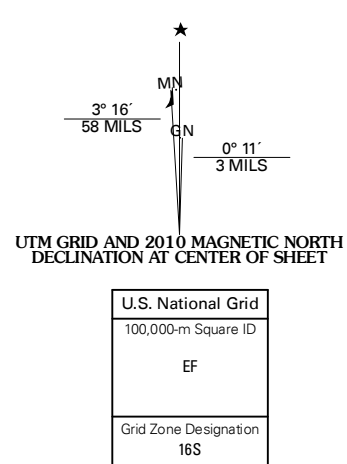 ★
MN
3° 16´
58 MILS
GN
0° 11´
3 MILS
UTM GRID AND 2010 MAGNETIC NORTH
DECLINATION AT CENTER OF SHEET
U.S. National Grid
100,000-m Square ID
EF
Grid Zone Designation
16S